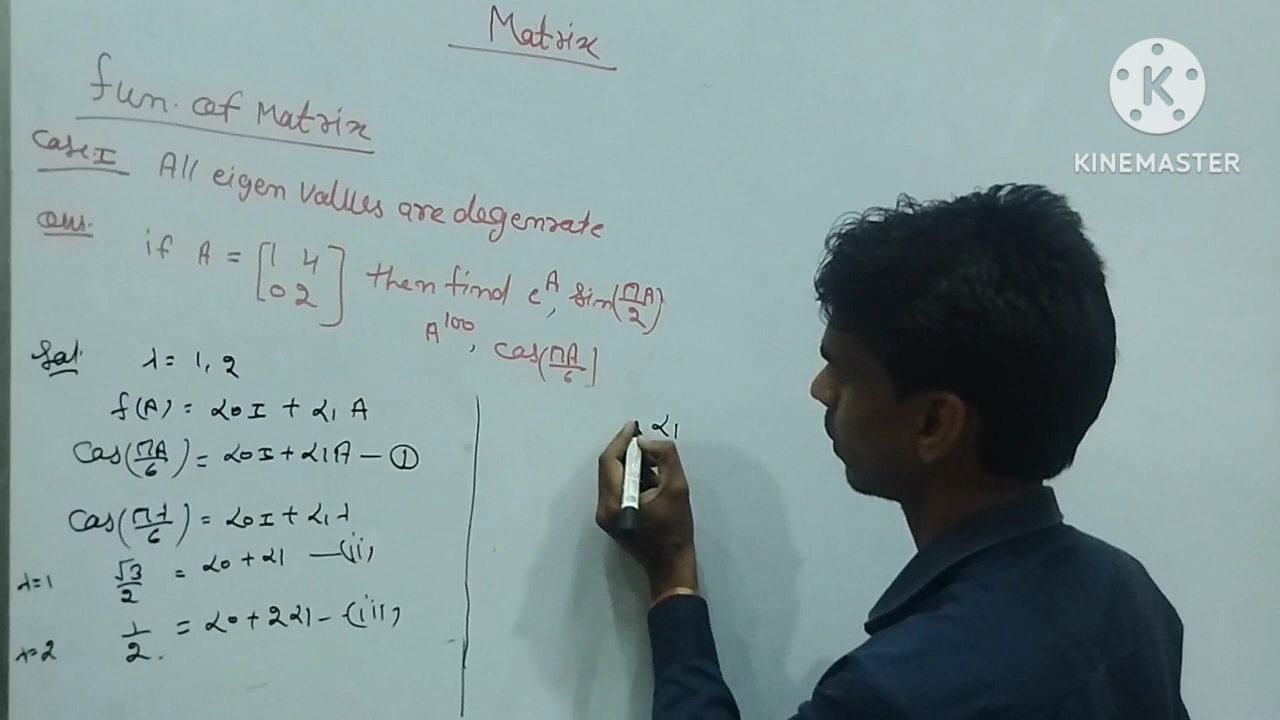 Matrix
fun. of Matrix
Case:I All eigen values are degenrate
Ques. if A = [1 4 0 2] then find e^A, sin(πA/2)
A^100, cos(πA/6)
Sol. λ = 1, 2
f(A) = α0 I + α1 A
Cos(πA/6) = α0 I + α1 A — ①
Cos(πλ/6) = α0 I + α1 λ
λ=1 √3/2 = α0 + α1 — (ii)
λ=2 1/2 = α0 + 2α1 — (iii)
α1
K
KINEMASTER